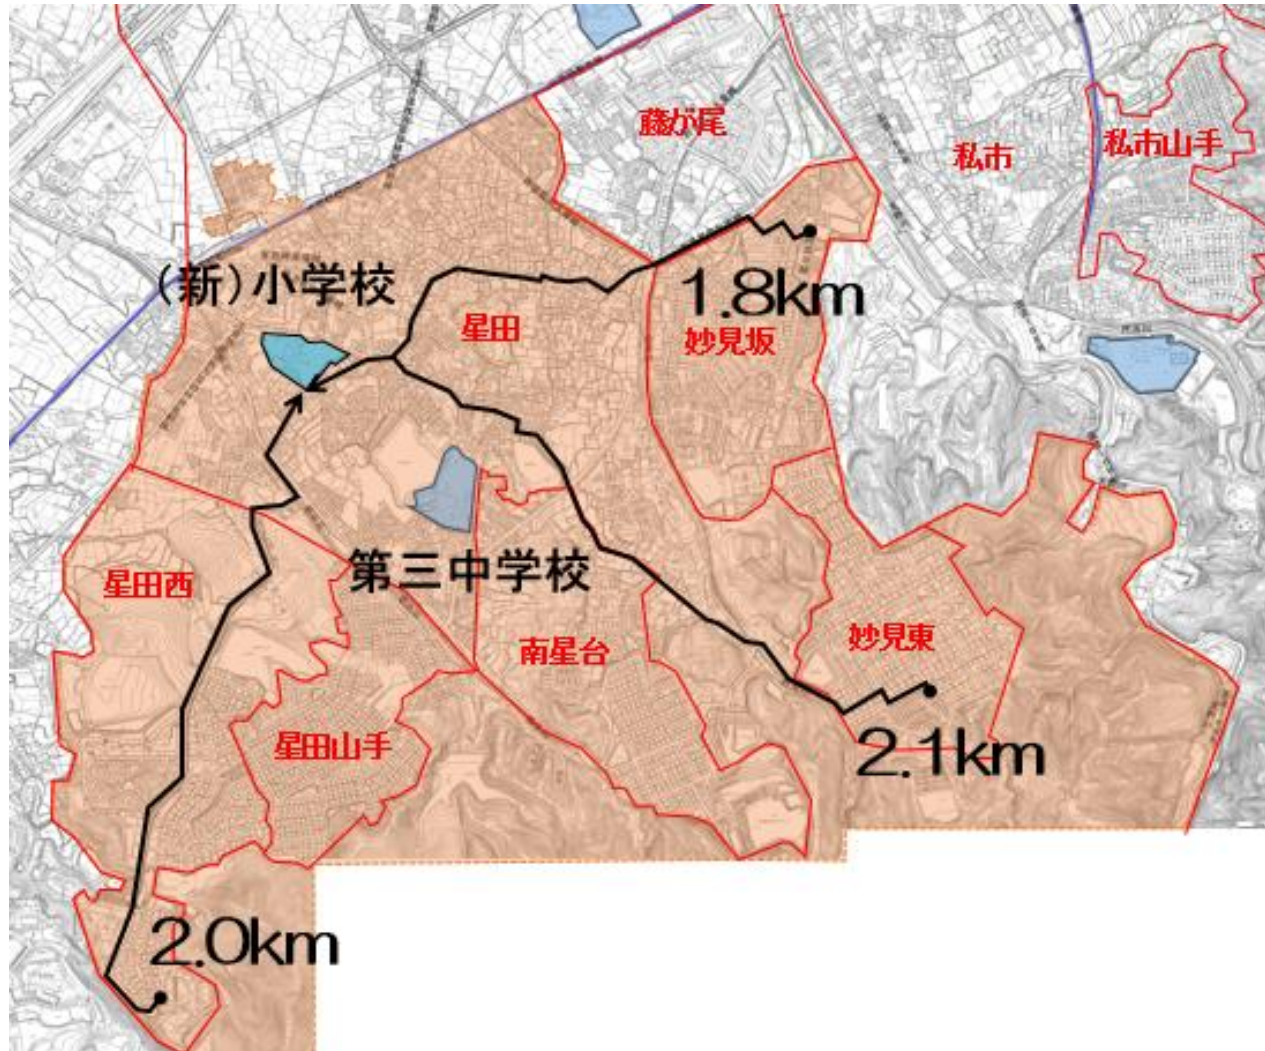 藤が尾
私市
私市山手
(新)小学校
1.8km
星田
妙見坂
第三中学校
星田西
南星台
妙見東
星田山手
2.1km
2.0km